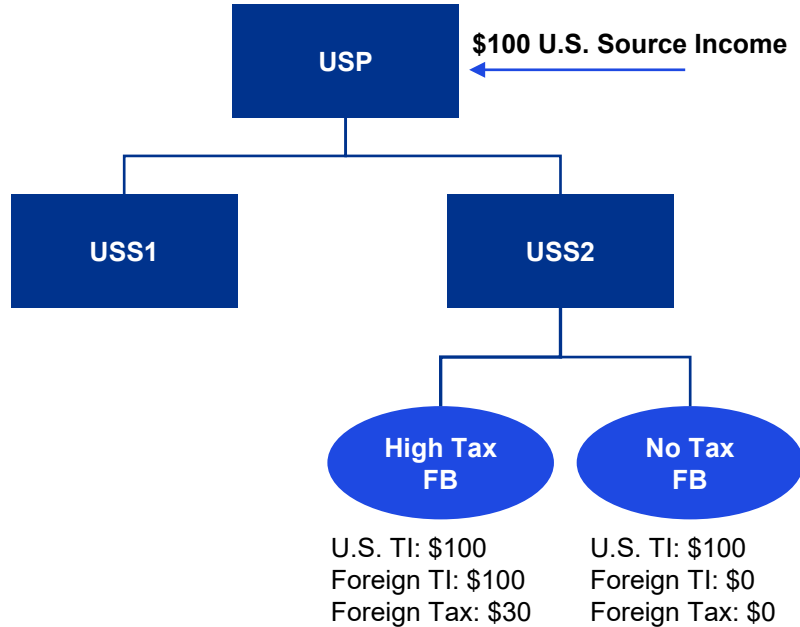 USP
$100 U.S. Source Income
USS1
USS2
High Tax
FB
No Tax
FB
U.S. TI: $100
Foreign TI: $100
Foreign Tax: $30
U.S. TI: $100
Foreign TI: $0
Foreign Tax: $0